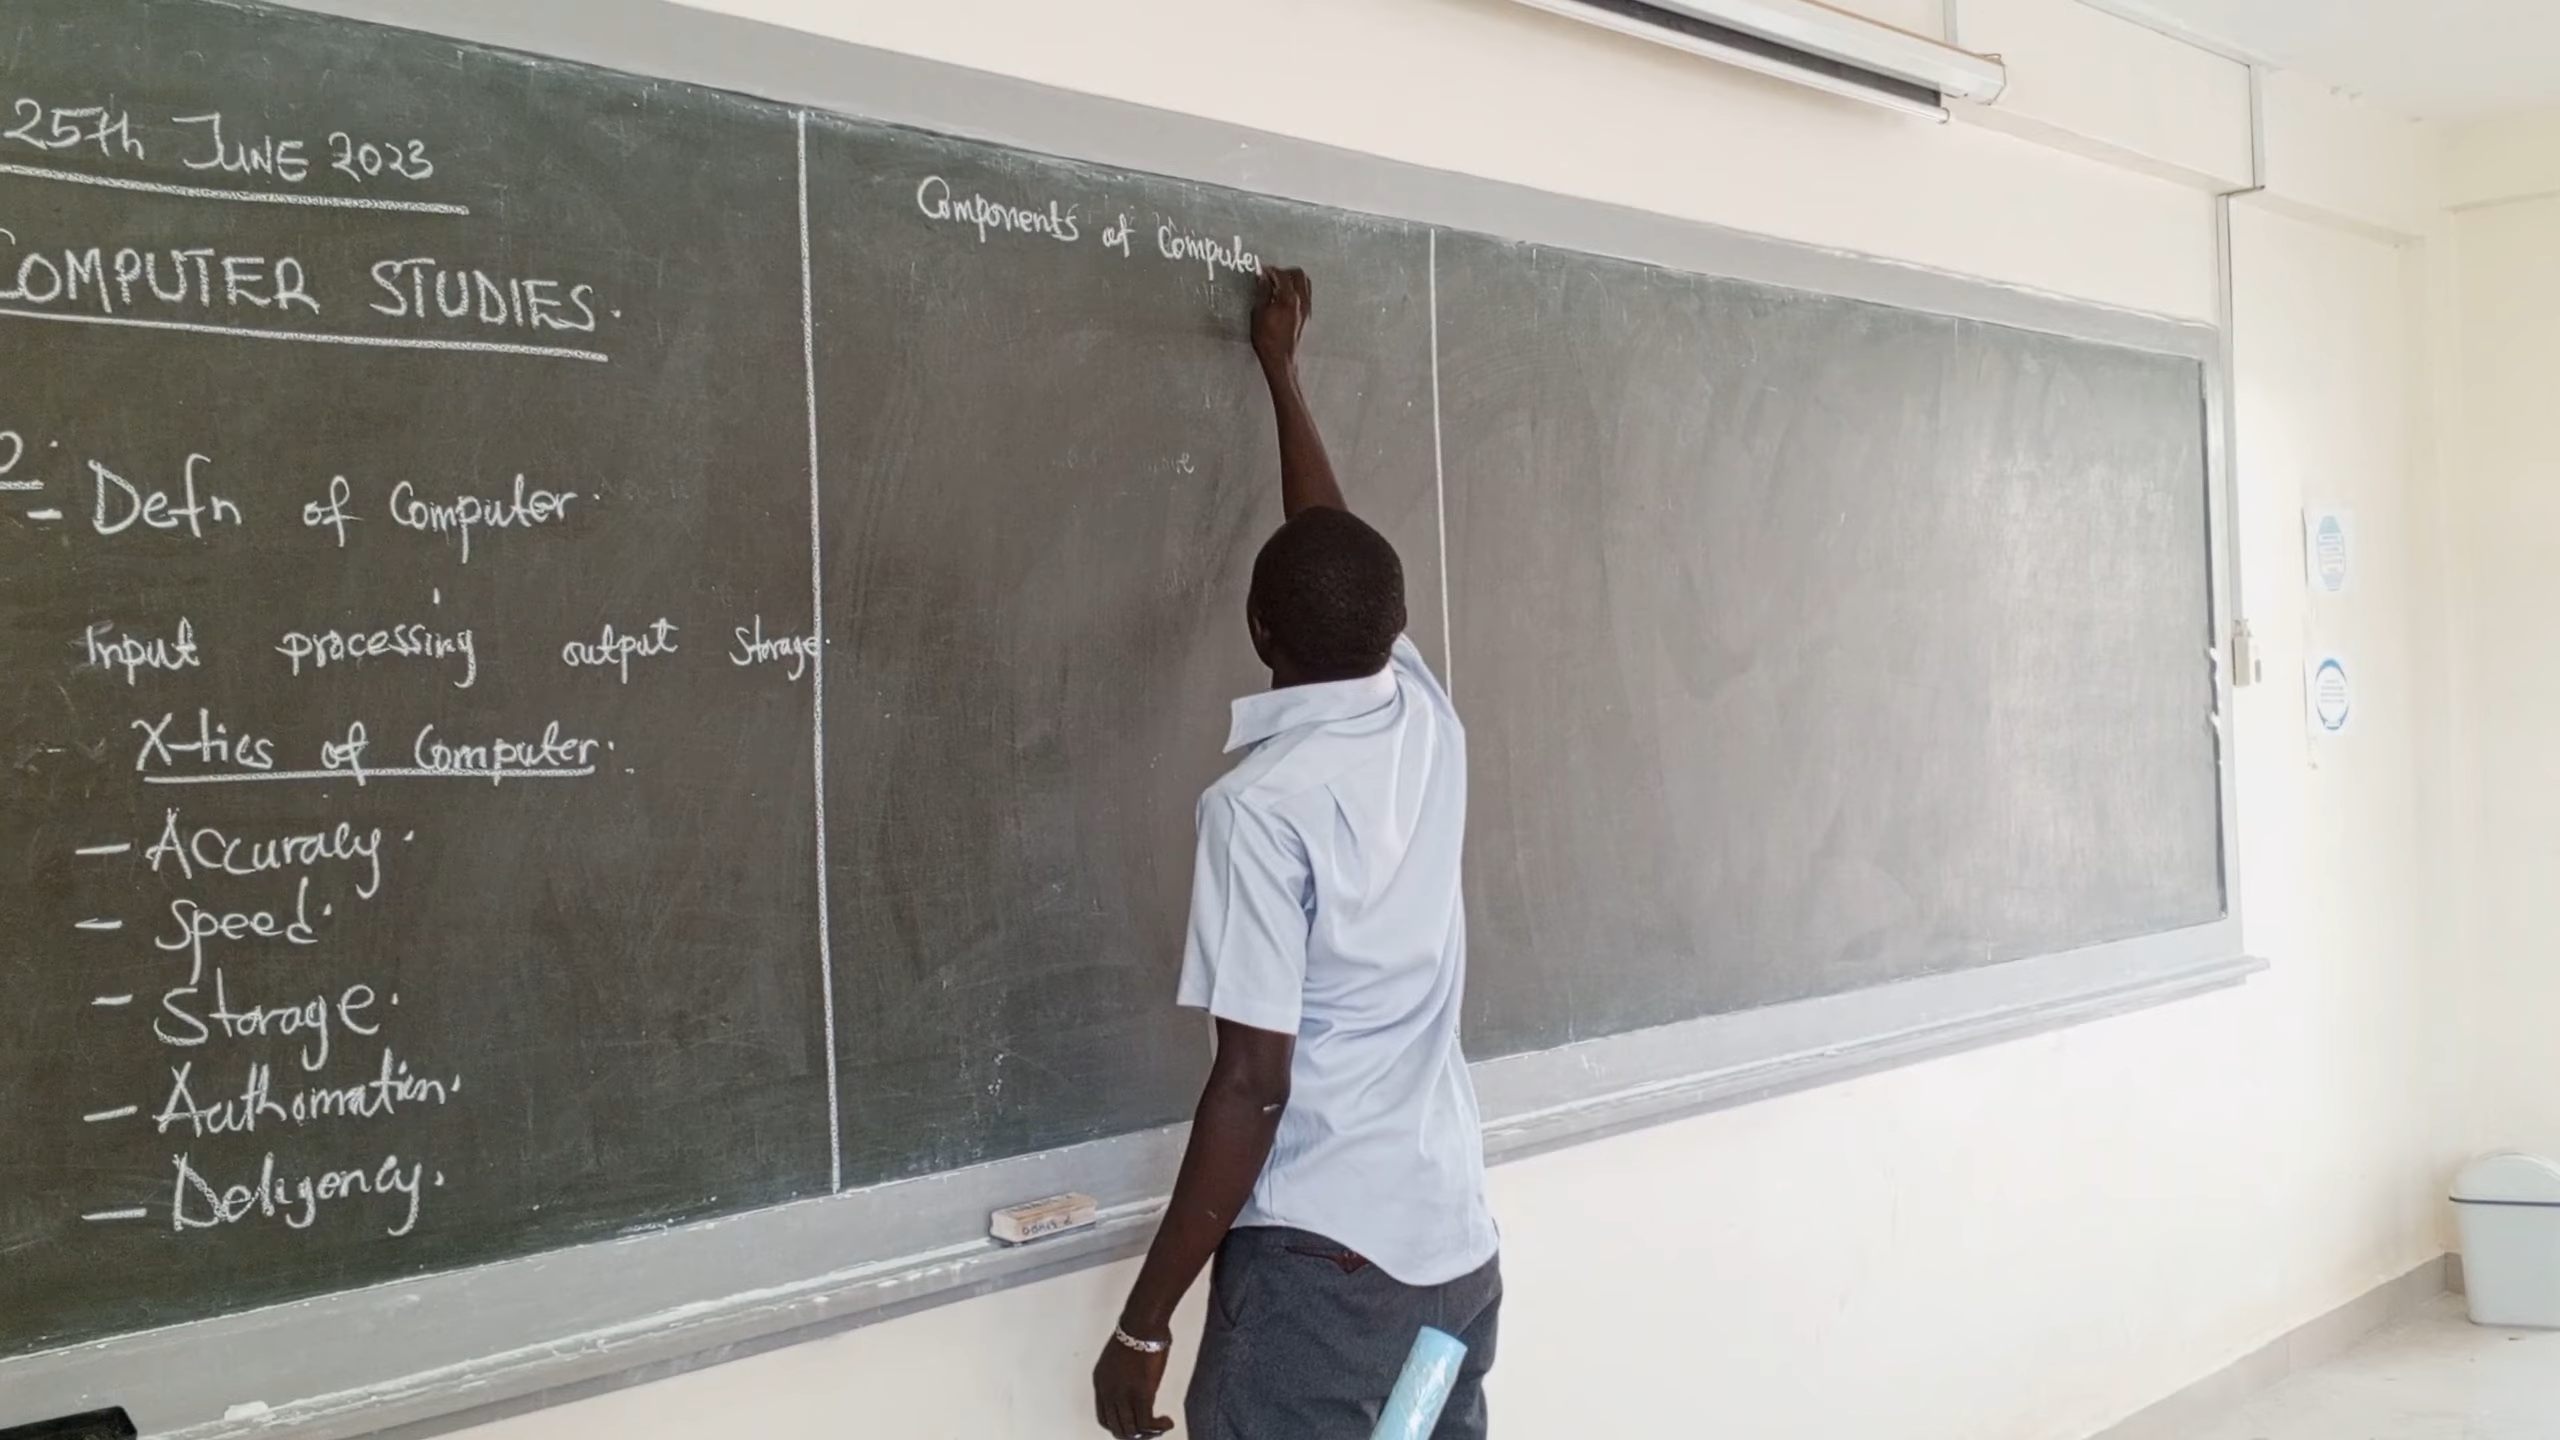 25th JUNE 2023
COMPUTER STUDIES.
- Defn of Computer.
Input processing output Storage.
X-tics of Computer.
- Accuracy.
- Speed.
- Storage.
- Authomation.
- Deligency.
Components of Computer